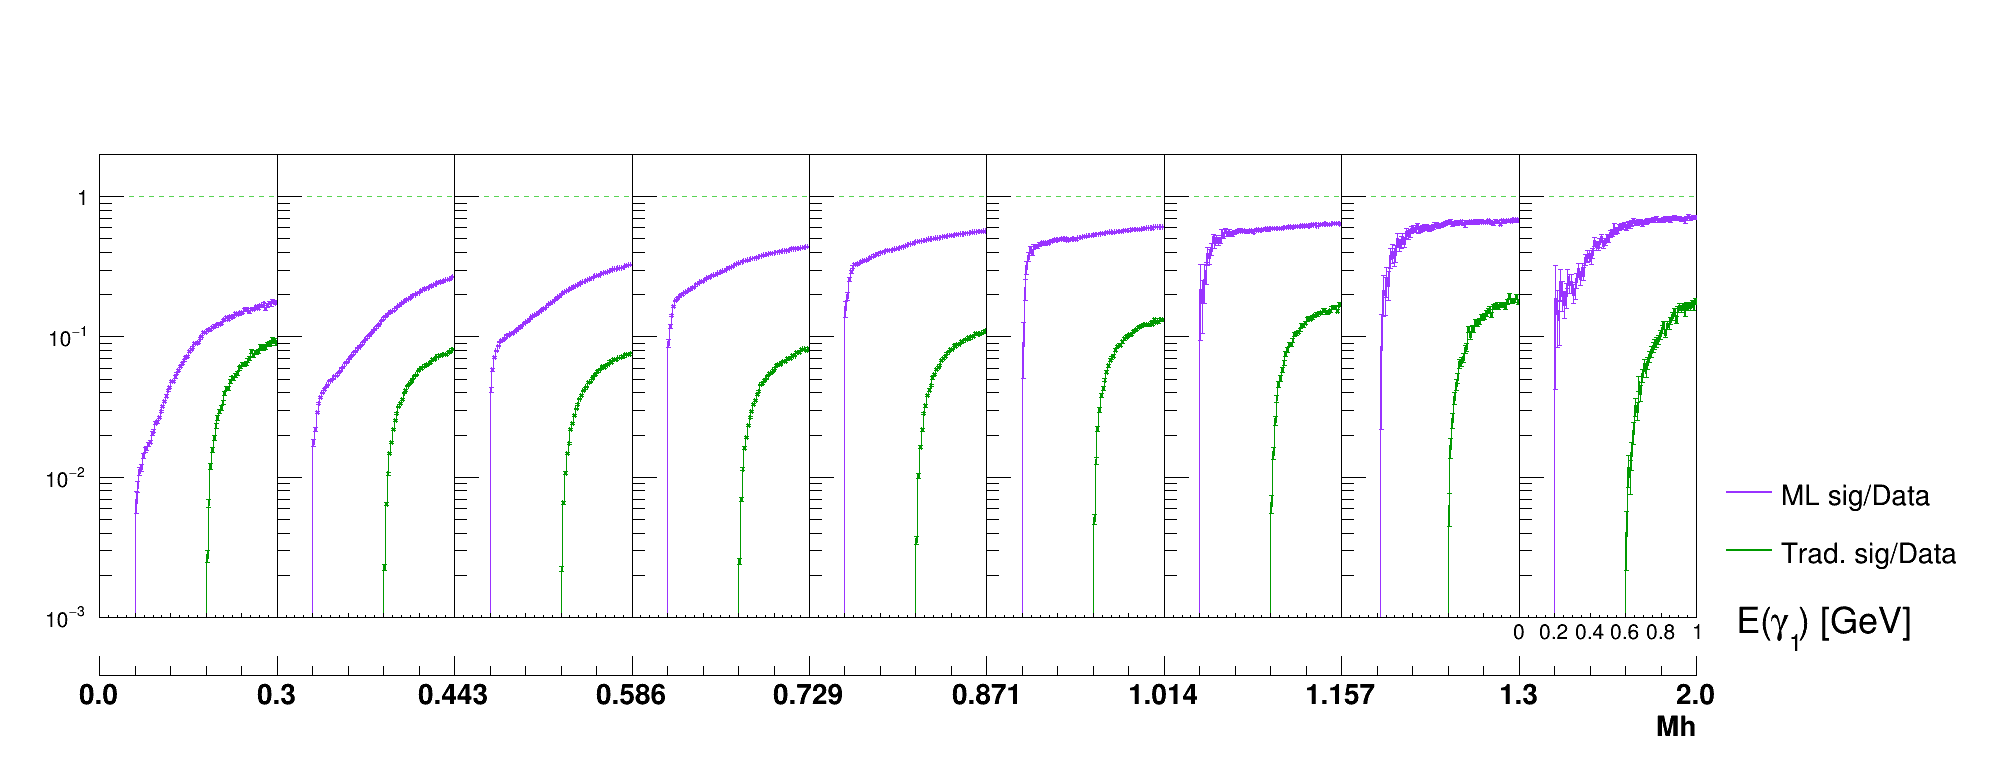 1
10⁻¹
10⁻²
10⁻³
ML sig/Data
Trad. sig/Data
E(γ₁) [GeV]
0 0.2 0.4 0.6 0.8 1
0.0 0.3 0.443 0.586 0.729 0.871 1.014 1.157 1.3 2.0
Mh